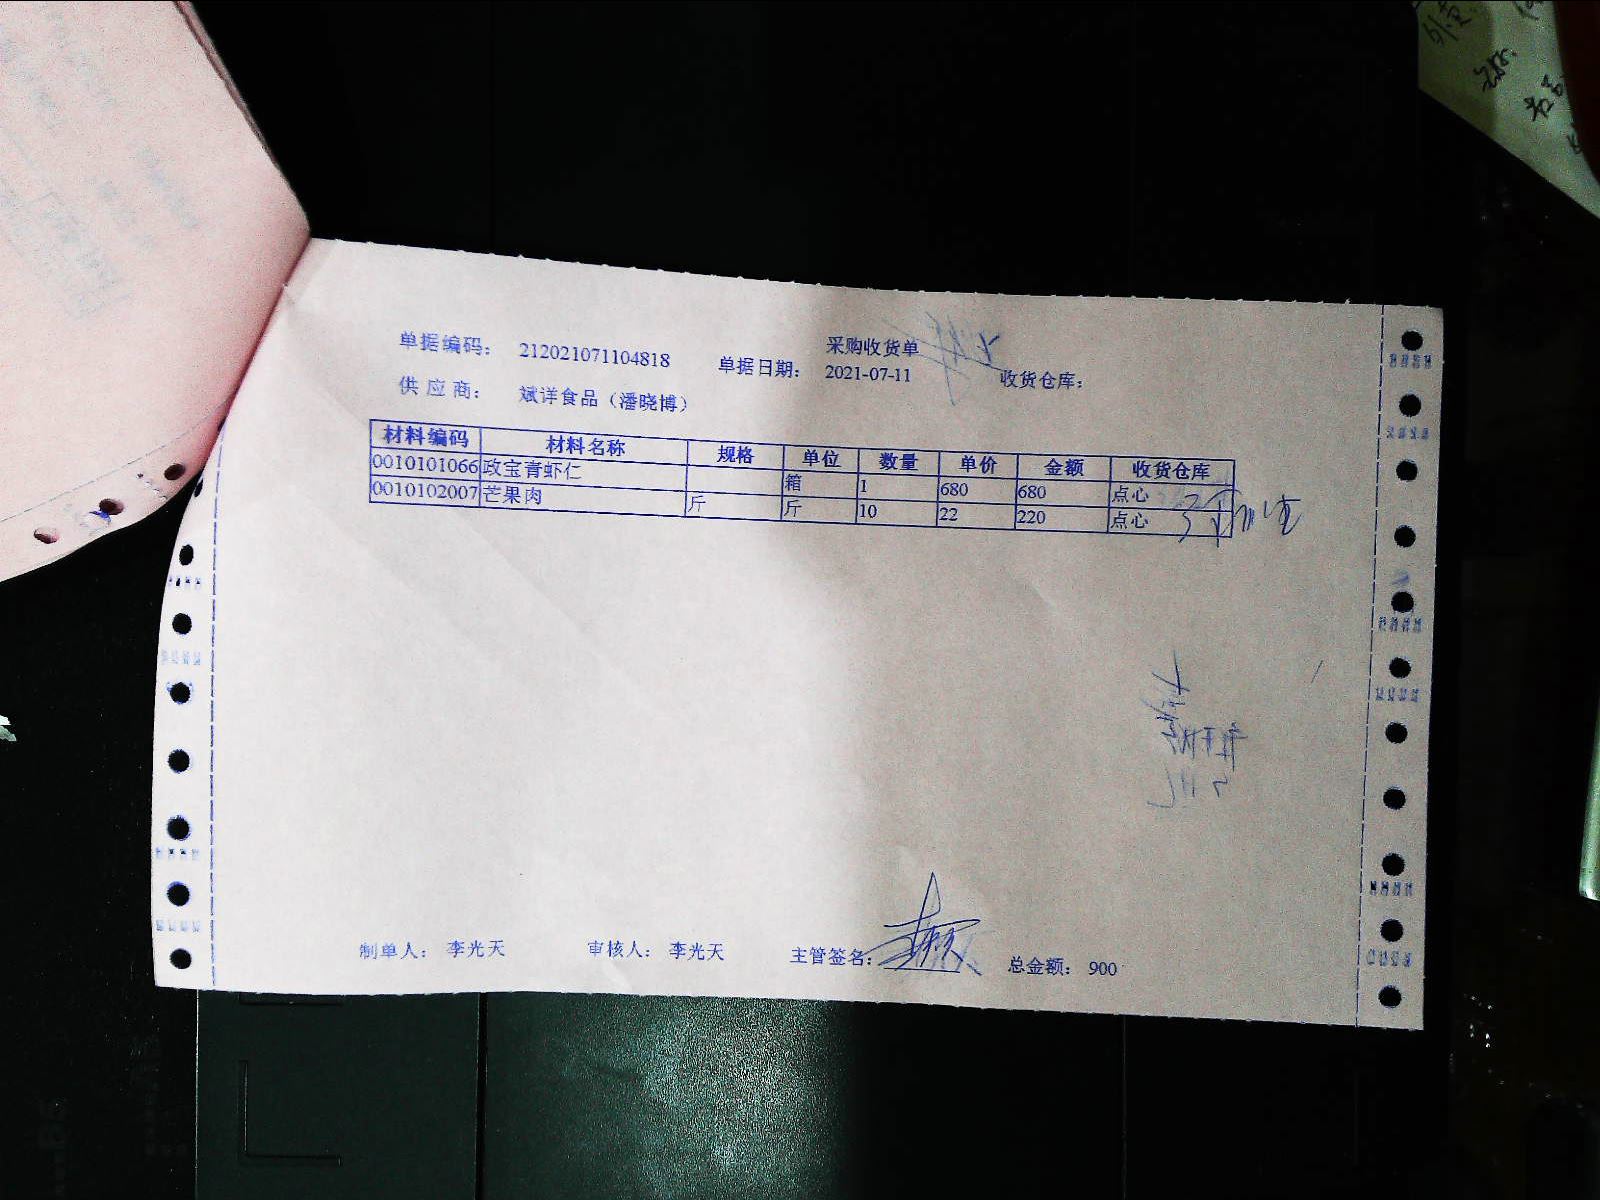 采购收货单
单据编码： 212021071104818 单据日期： 2021-07-11 收货仓库：
供 应 商： 斌详食品（潘晓博）
材料编码 材料名称 规格 单位 数量 单价 金额 收货仓库
0010101066 政宝青虾仁 箱 1 680 680 点心
0010102007 芒果肉 斤 斤 10 22 220 点心
制单人： 李光天 审核人： 李光天 主管签名： 总金额： 900